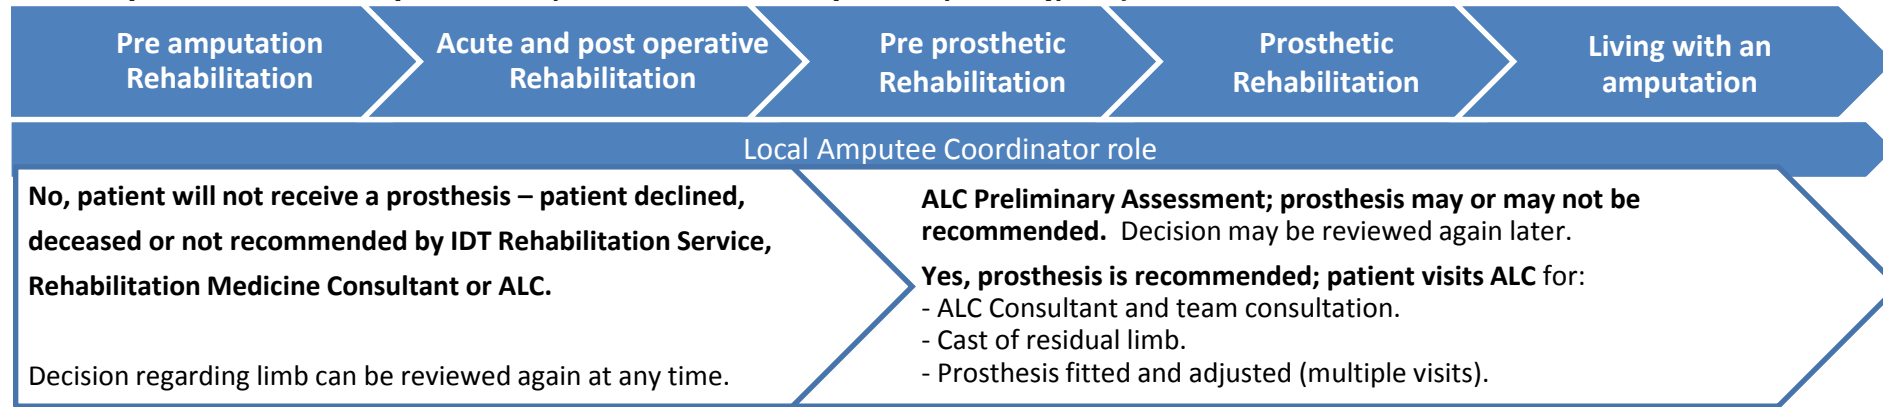 Pre amputation
Rehabilitation
Acute and post operative
Rehabilitation
Pre prosthetic
Rehabilitation
Prosthetic
Rehabilitation
Living with an
amputation
Local Amputee Coordinator role
No, patient will not receive a prosthesis – patient declined,
deceased or not recommended by IDT Rehabilitation Service,
Rehabilitation Medicine Consultant or ALC.
Decision regarding limb can be reviewed again at any time.
ALC Preliminary Assessment; prosthesis may or may not be
recommended. Decision may be reviewed again later.
Yes, prosthesis is recommended; patient visits ALC for:
- ALC Consultant and team consultation.
- Cast of residual limb.
- Prosthesis fitted and adjusted (multiple visits).